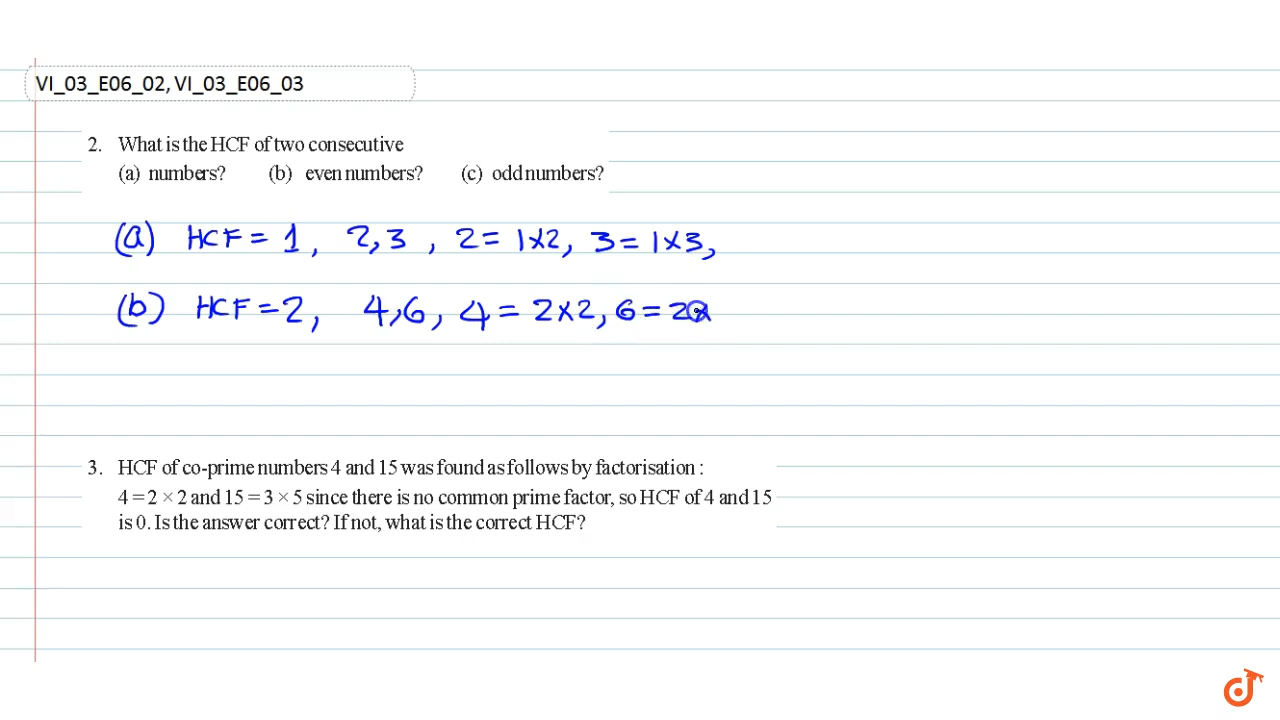 VI_03_E06_02, VI_03_E06_03
2. What is the HCF of two consecutive
(a) numbers? (b) even numbers? (c) odd numbers?
(a) HCF = 1, 2,3 , 2 = 1×2, 3 = 1×3,
(b) HCF = 2, 4,6, 4 = 2×2, 6 = 2×
3. HCF of co-prime numbers 4 and 15 was found as follows by factorisation :
4 = 2 × 2 and 15 = 3 × 5 since there is no common prime factor, so HCF of 4 and 15
is 0. Is the answer correct? If not, what is the correct HCF?